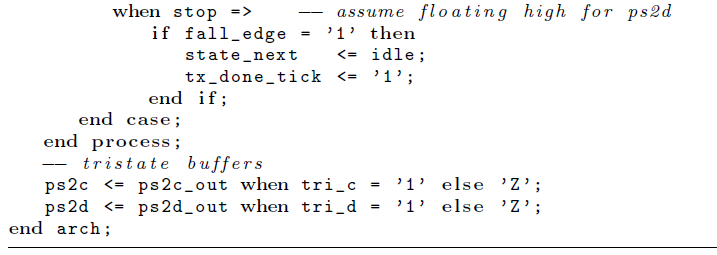 when stop => -- assume floating high for ps2d
if fall_edge = '1' then
state_next <= idle;
tx_done_tick <= '1';
end if;
end case;
end process;
-- tristate buffers
ps2c <= ps2c_out when tri_c = '1' else 'Z';
ps2d <= ps2d_out when tri_d = '1' else 'Z';
end arch;